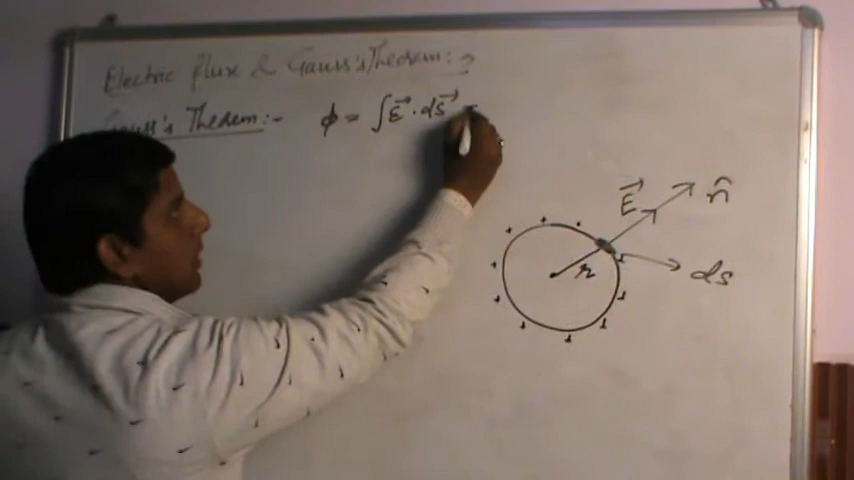 Electric flux & Gauss's Theorem:-
Gauss's Theorem:- ϕ = ∫E⃗ · ds⃗ =
E⃗ n̂
r ds